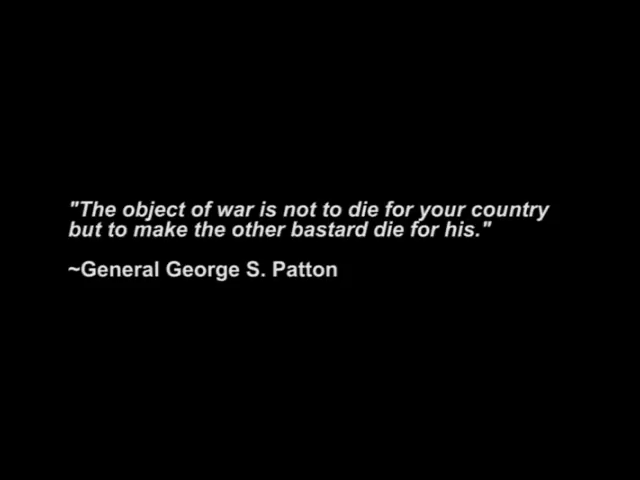 "The object of war is not to die for your country
but to make the other bastard die for his."
~General George S. Patton